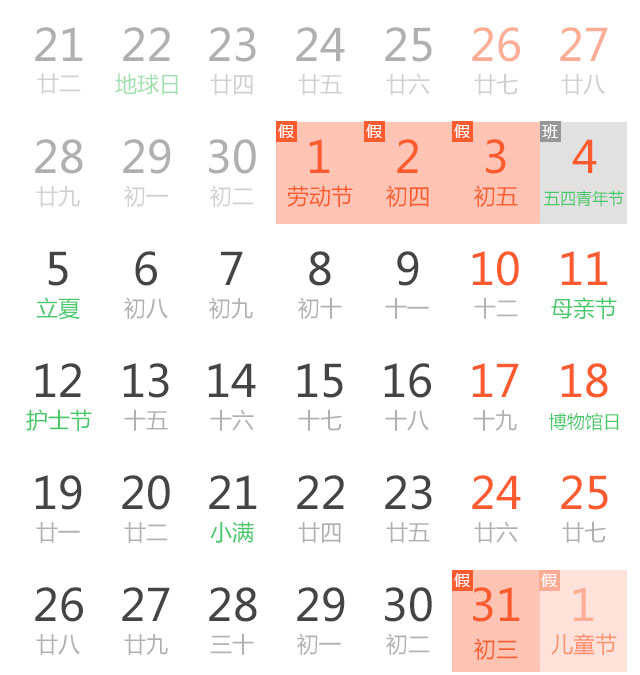 21 22 23 24 25 26 27
廿二 地球日 廿四 廿五 廿六 廿七 廿八
假 假 假 班
28 29 30 1 2 3 4
廿九 初一 初二 劳动节 初四 初五 五四青年节
5 6 7 8 9 10 11
立夏 初八 初九 初十 十一 十二 母亲节
12 13 14 15 16 17 18
护士节 十五 十六 十七 十八 十九 博物馆日
19 20 21 22 23 24 25
廿一 廿二 小满 廿四 廿五 廿六 廿七
假 假
26 27 28 29 30 31 1
廿八 廿九 三十 初一 初二 初三 儿童节